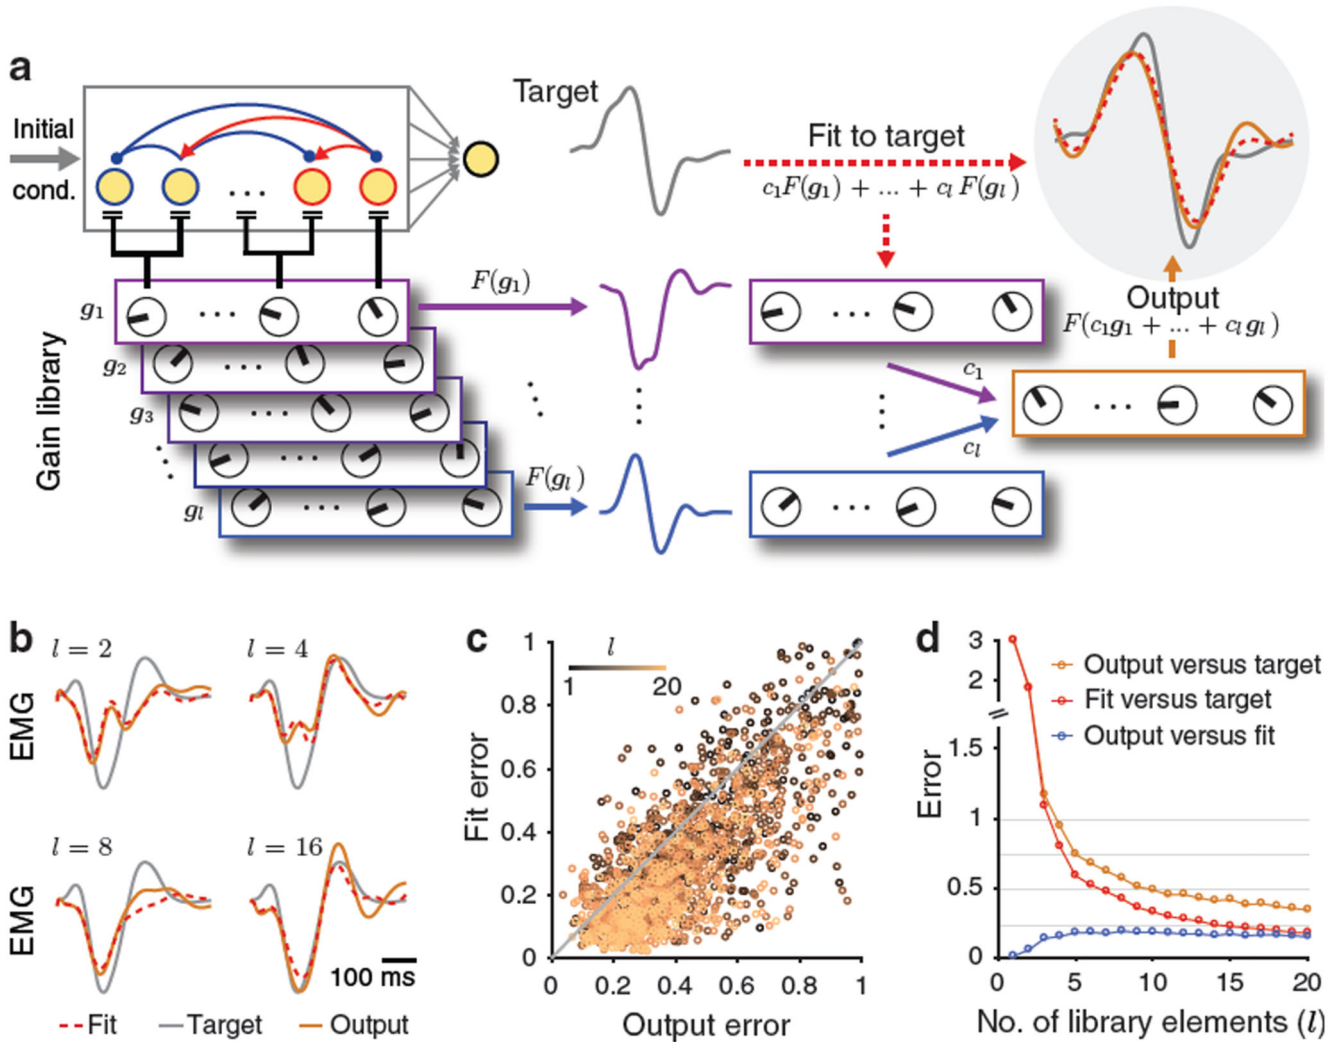 a
Initial
cond.
Target
Fit to target
c₁F(g₁) + ... + cₗF(gₗ)
Gain library
g₁
g₂
g₃
gₗ
F(g₁)
F(gₗ)
c₁
cₗ
Output
F(c₁g₁ + ... + cₗgₗ)
b
l = 2
l = 4
EMG
l = 8
l = 16
EMG
100 ms
Fit
Target
Output
c
l
1 20
Fit error
1
0.8
0.6
0.4
0.2
0
0 0.2 0.4 0.6 0.8 1
Output error
d
Output versus target
Fit versus target
Output versus fit
Error
3
2
1.5
1
0.5
0
0 5 10 15 20
No. of library elements (l)